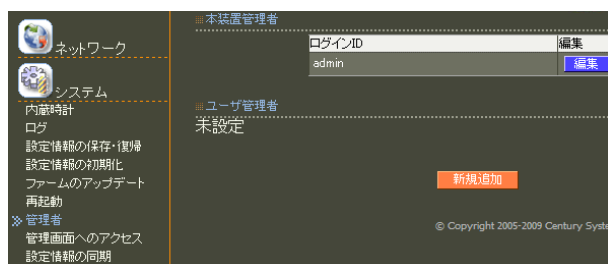 ネットワーク
システム
内蔵時計
ログ
設定情報の保存・復帰
設定情報の初期化
ファームのアップデート
再起動
管理者
管理画面へのアクセス
設定情報の同期
本装置管理者
ログインID 編集
admin 編集
ユーザ管理者
未設定
新規追加
© Copyright 2005-2009 Century Syste